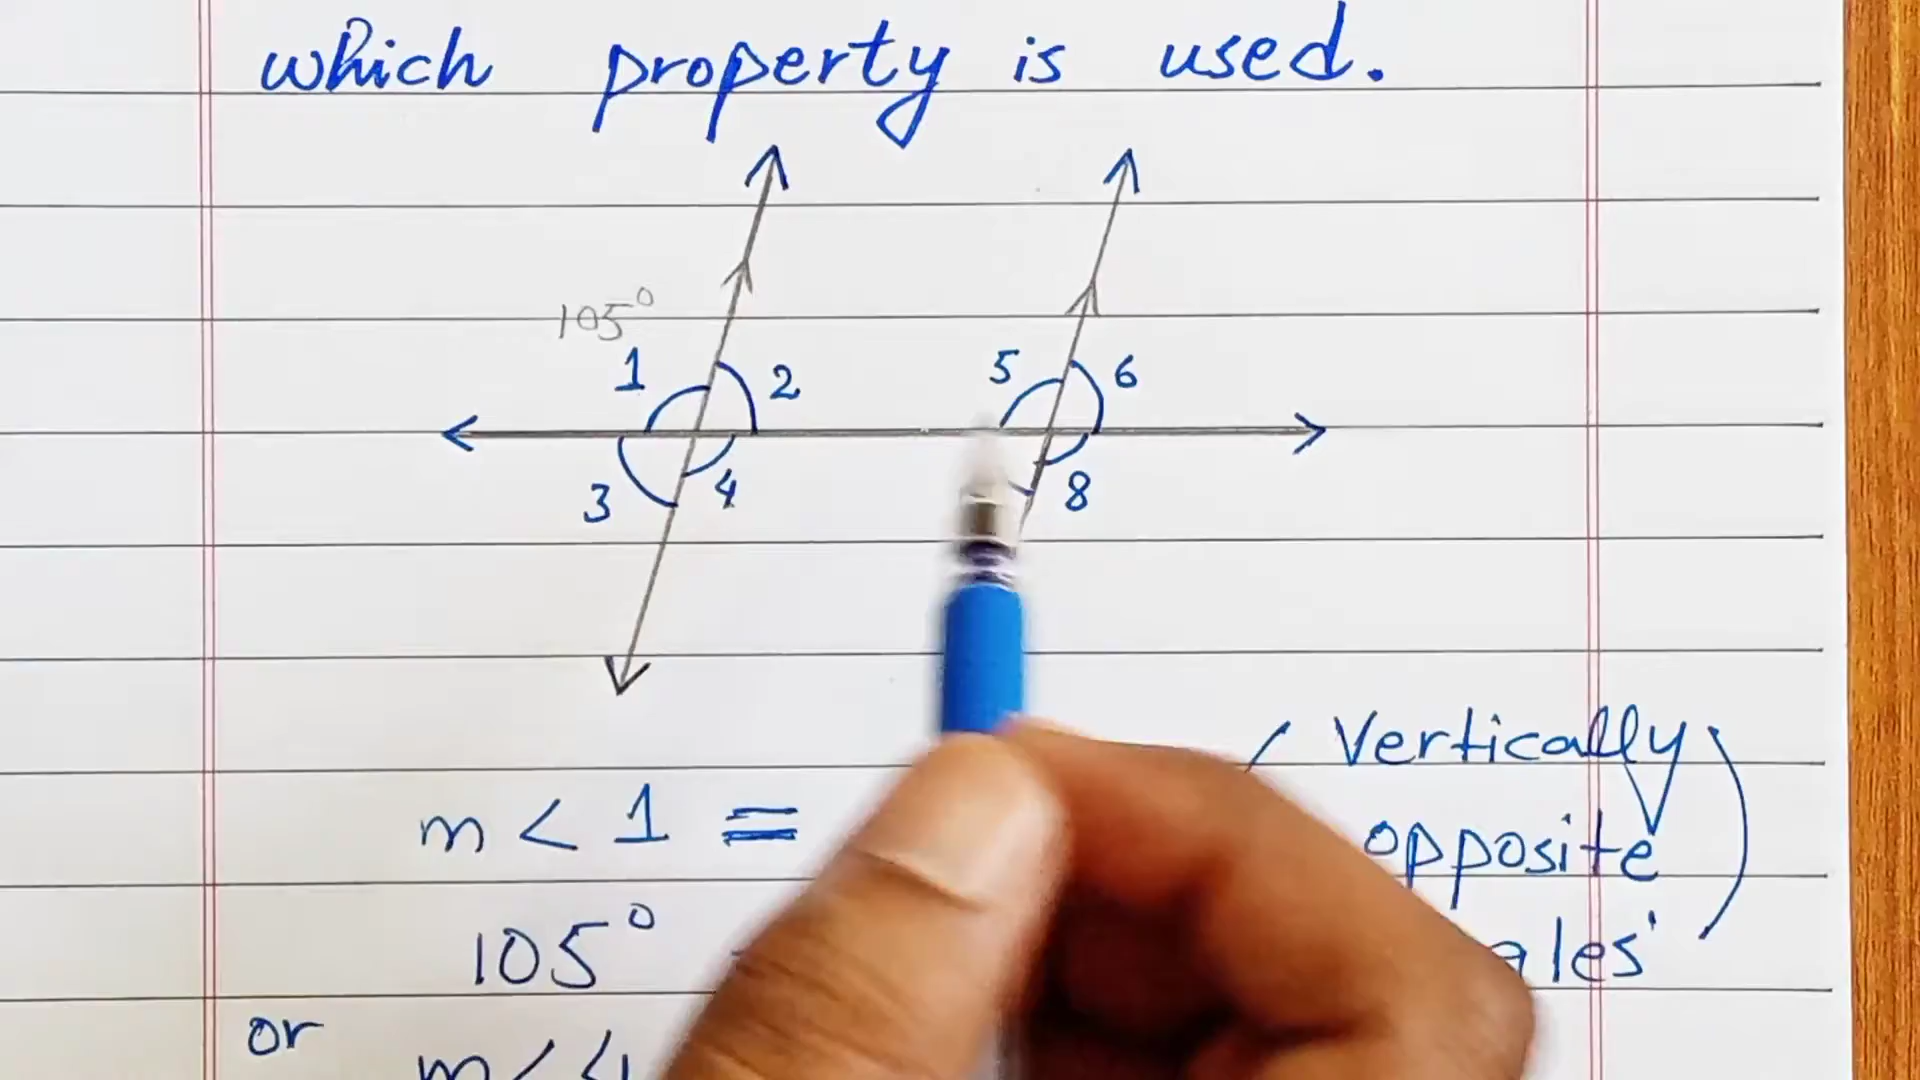 which property is used.
105°
1 2 5 6
3 4 8
(Vertically
m < 1 = opposite
105°
or